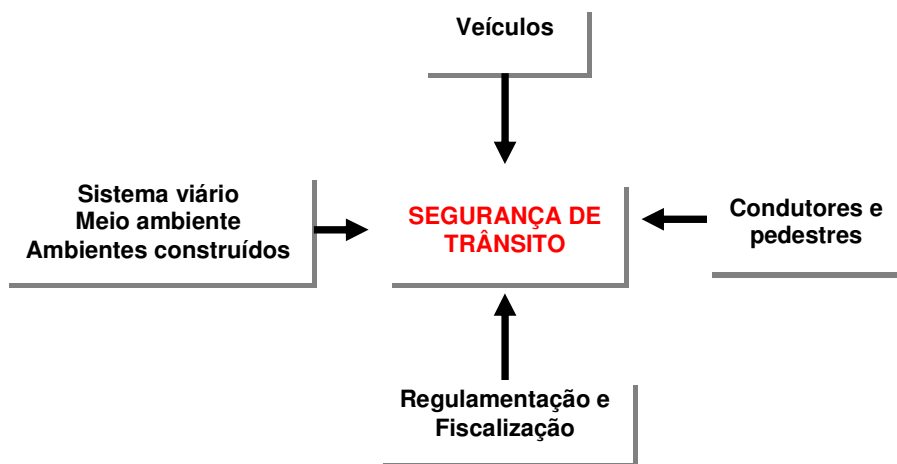 Veículos
Sistema viário
Meio ambiente
Ambientes construídos
SEGURANÇA DE
TRÂNSITO
Condutores e
pedestres
Regulamentação e
Fiscalização